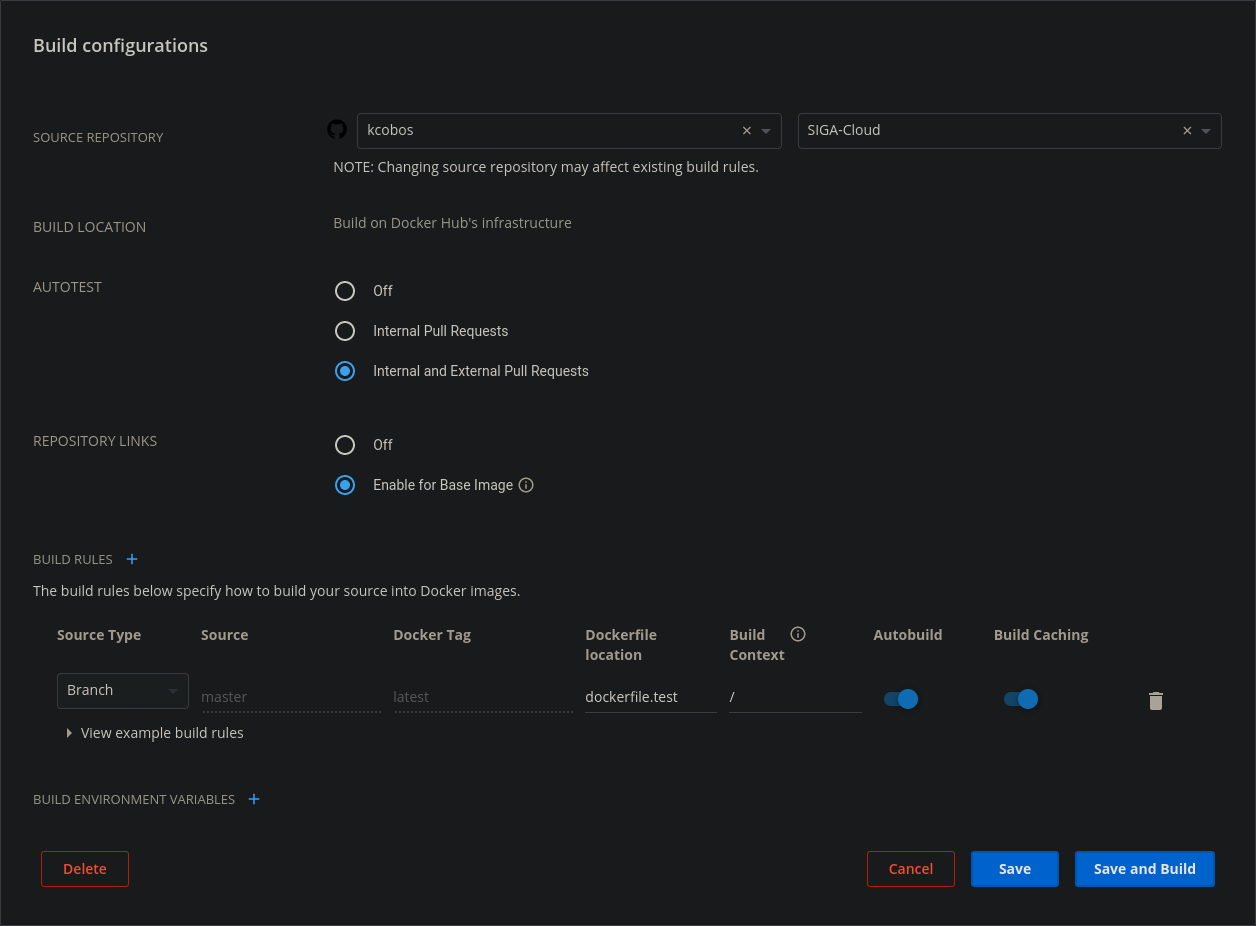 Build configurations
SOURCE REPOSITORY
kcobos
SIGA-Cloud
NOTE: Changing source repository may affect existing build rules.
BUILD LOCATION
Build on Docker Hub's infrastructure
AUTOTEST
Off
Internal Pull Requests
Internal and External Pull Requests
REPOSITORY LINKS
Off
Enable for Base Image
BUILD RULES
The build rules below specify how to build your source into Docker images.
Source Type
Source
Docker Tag
Dockerfile
location
Build
Context
Autobuild
Build Caching
Branch
master
latest
dockerfile.test
/
View example build rules
BUILD ENVIRONMENT VARIABLES
Delete
Cancel
Save
Save and Build